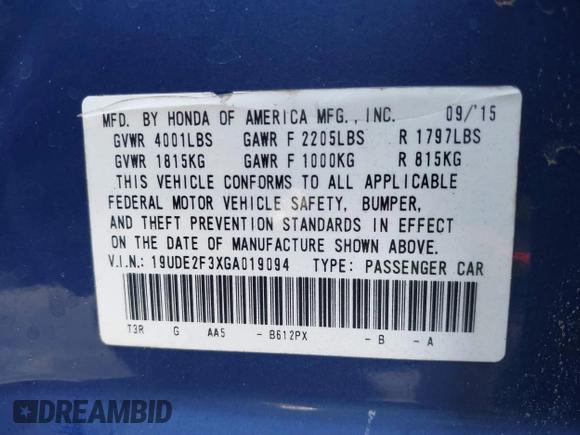 MFD. BY HONDA OF AMERICA MFG., INC. 09/'15
GVWR 4001LBS GAWR F 2205LBS R 1797LBS
GVWR 1815KG GAWR F 1000KG R 815KG
THIS VEHICLE CONFORMS TO ALL APPLICABLE
FEDERAL MOTOR VEHICLE SAFETY, BUMPER,
AND THEFT PREVENTION STANDARDS IN EFFECT
ON THE DATE OF MANUFACTURE SHOWN ABOVE.
V.I.N.: 19UDE2F3XGA019094 TYPE: PASSENGER CAR
T3R G AA5 - B612PX - B - A
DREAMBID